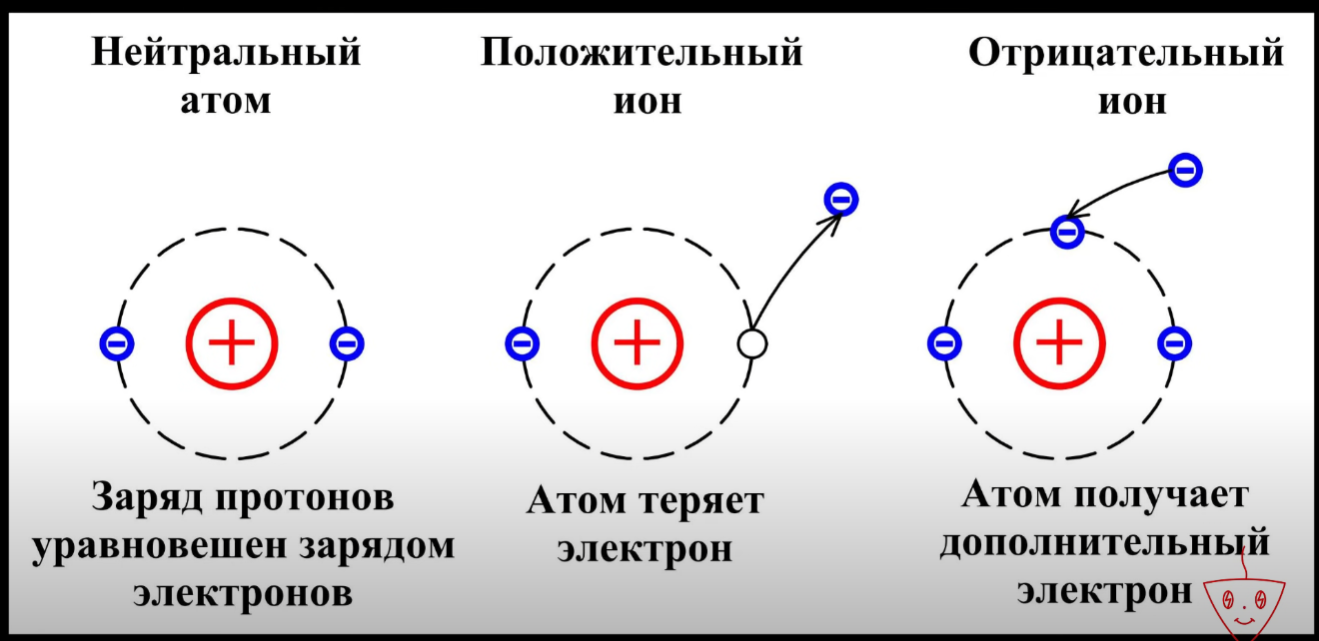 Нейтральный
атом
Положительный
ион
Отрицательный
ион
Заряд протонов
уравновешен зарядом
электронов
Атом теряет
электрон
Атом получает
дополнительный
электрон